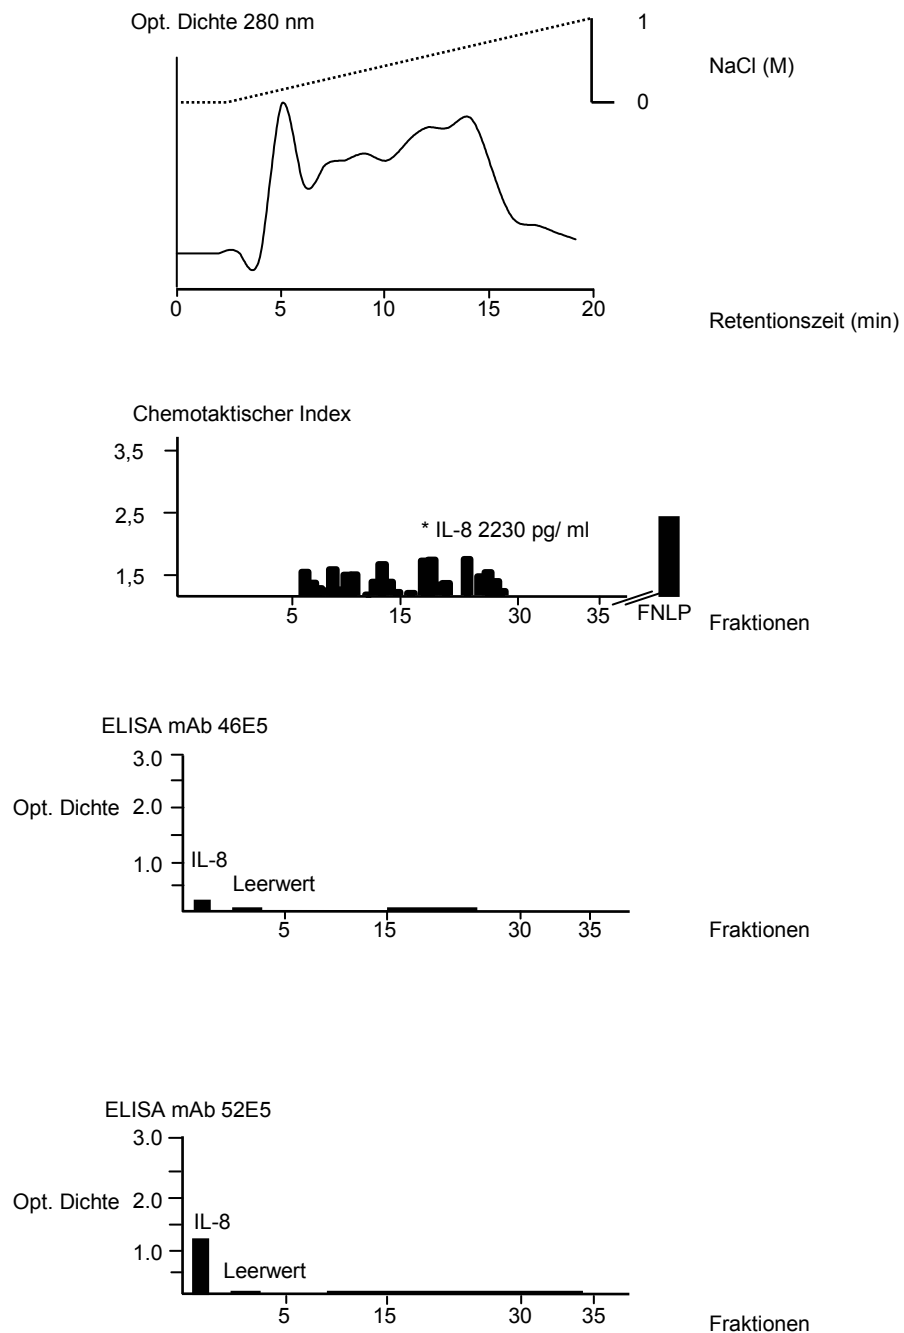 Opt. Dichte 280 nm
1
NaCl (M)
0
0 5 10 15 20
Retentionszeit (min)
Chemotaktischer Index
3,5
2,5
* IL-8 2230 pg/ ml
1,5
5 15 30 35 FNLP
Fraktionen
ELISA mAb 46E5
3.0
Opt. Dichte 2.0
1.0
IL-8
Leerwert
5 15 30 35
Fraktionen
ELISA mAb 52E5
3.0
Opt. Dichte 2.0
IL-8
1.0
Leerwert
5 15 30 35
Fraktionen